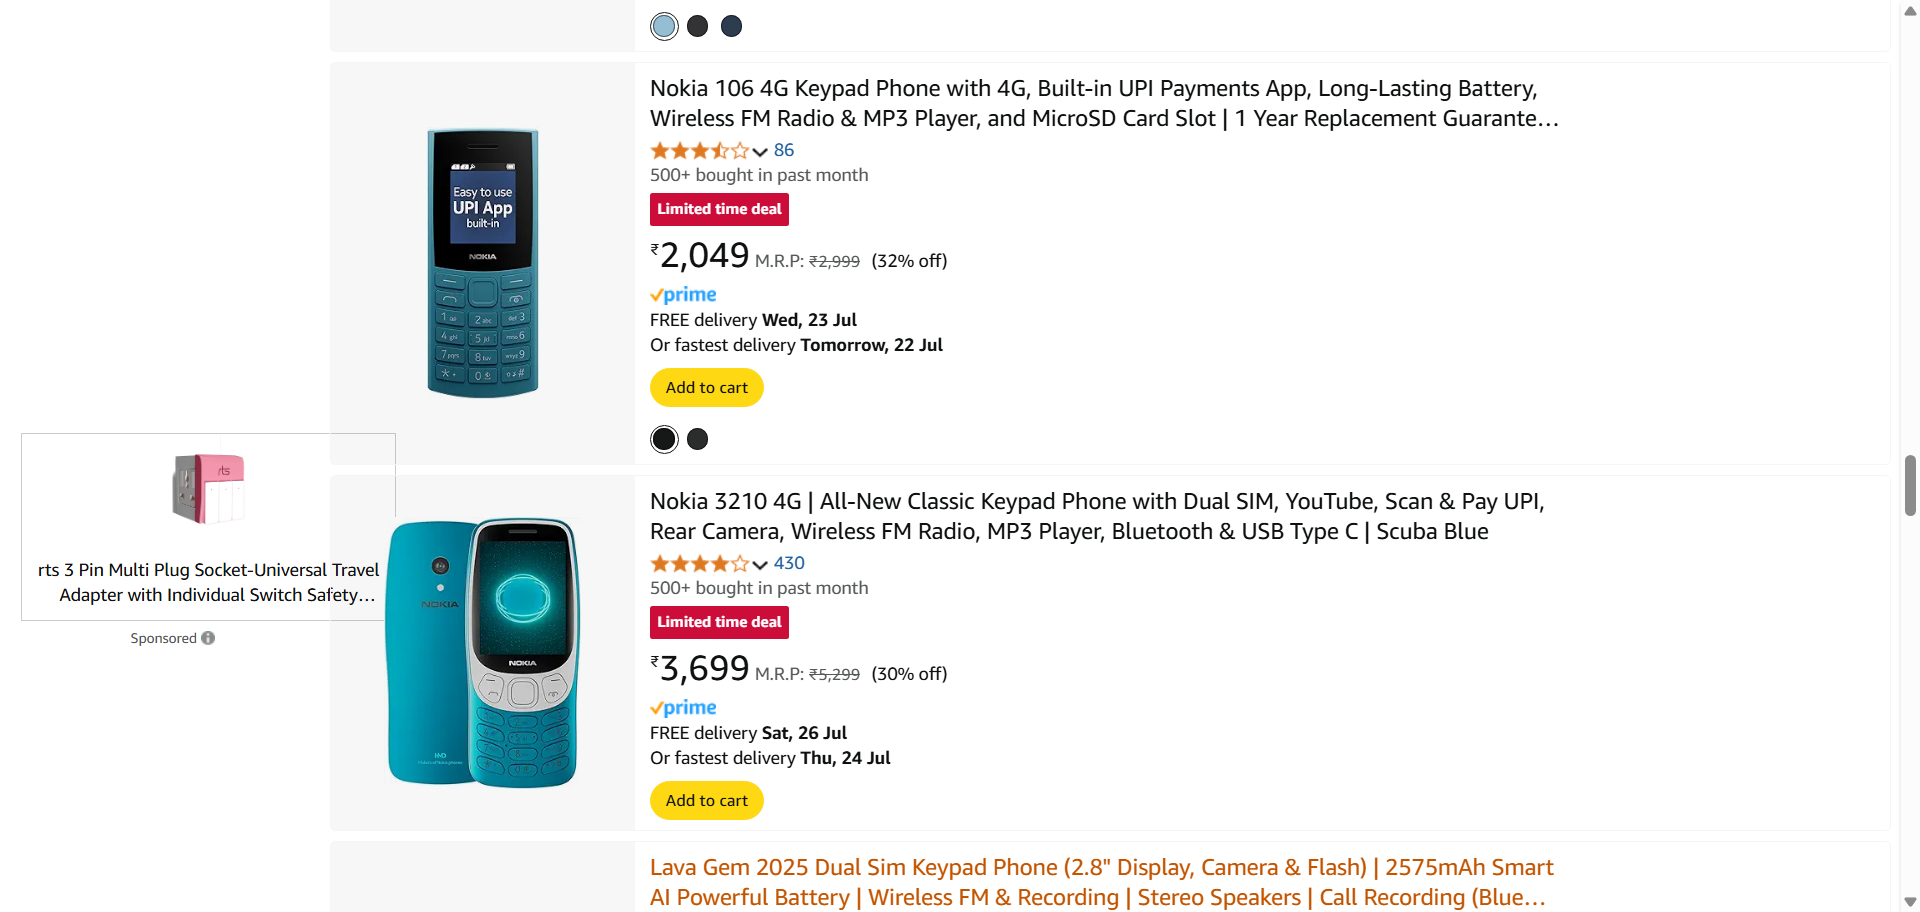 Nokia 106 4G Keypad Phone with 4G, Built-in UPI Payments App, Long-Lasting Battery,
Wireless FM Radio & MP3 Player, and MicroSD Card Slot | 1 Year Replacement Guarante…
86
500+ bought in past month
Limited time deal
₹2,049 M.R.P: ₹2,999 (32% off)
prime
FREE delivery Wed, 23 Jul
Or fastest delivery Tomorrow, 22 Jul
Add to cart
Easy to use
UPI App
built-in
NOKIA
rts
rts 3 Pin Multi Plug Socket-Universal Travel
Adapter with Individual Switch Safety…
Sponsored
Nokia 3210 4G | All-New Classic Keypad Phone with Dual SIM, YouTube, Scan & Pay UPI,
Rear Camera, Wireless FM Radio, MP3 Player, Bluetooth & USB Type C | Scuba Blue
430
500+ bought in past month
Limited time deal
₹3,699 M.R.P: ₹5,299 (30% off)
prime
FREE delivery Sat, 26 Jul
Or fastest delivery Thu, 24 Jul
Add to cart
NOKIA
NOKIA
Lava Gem 2025 Dual Sim Keypad Phone (2.8" Display, Camera & Flash) | 2575mAh Smart
AI Powerful Battery | Wireless FM & Recording | Stereo Speakers | Call Recording (Blue…